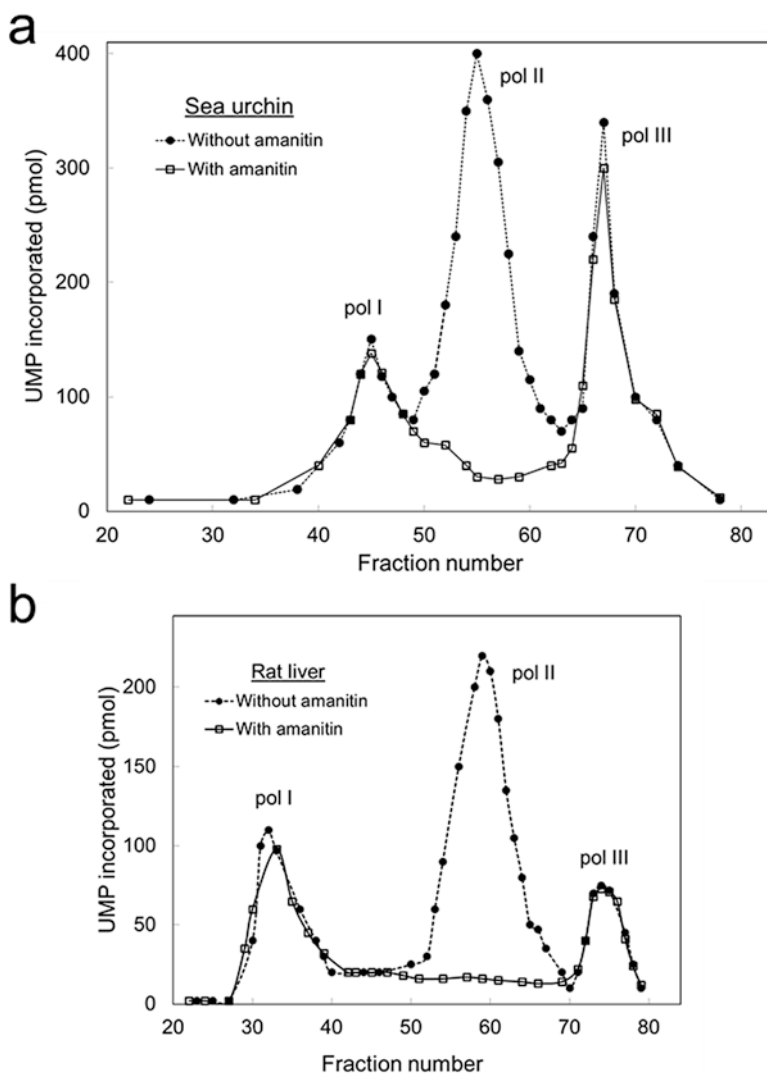 a
400
300
200
100
0
UMP incorporated (pmol)
Sea urchin
Without amanitin
With amanitin
pol I
pol II
pol III
20 30 40 50 60 70 80
Fraction number
b
200
150
100
50
0
UMP incorporated (pmol)
Rat liver
Without amanitin
With amanitin
pol I
pol II
pol III
20 30 40 50 60 70 80
Fraction number